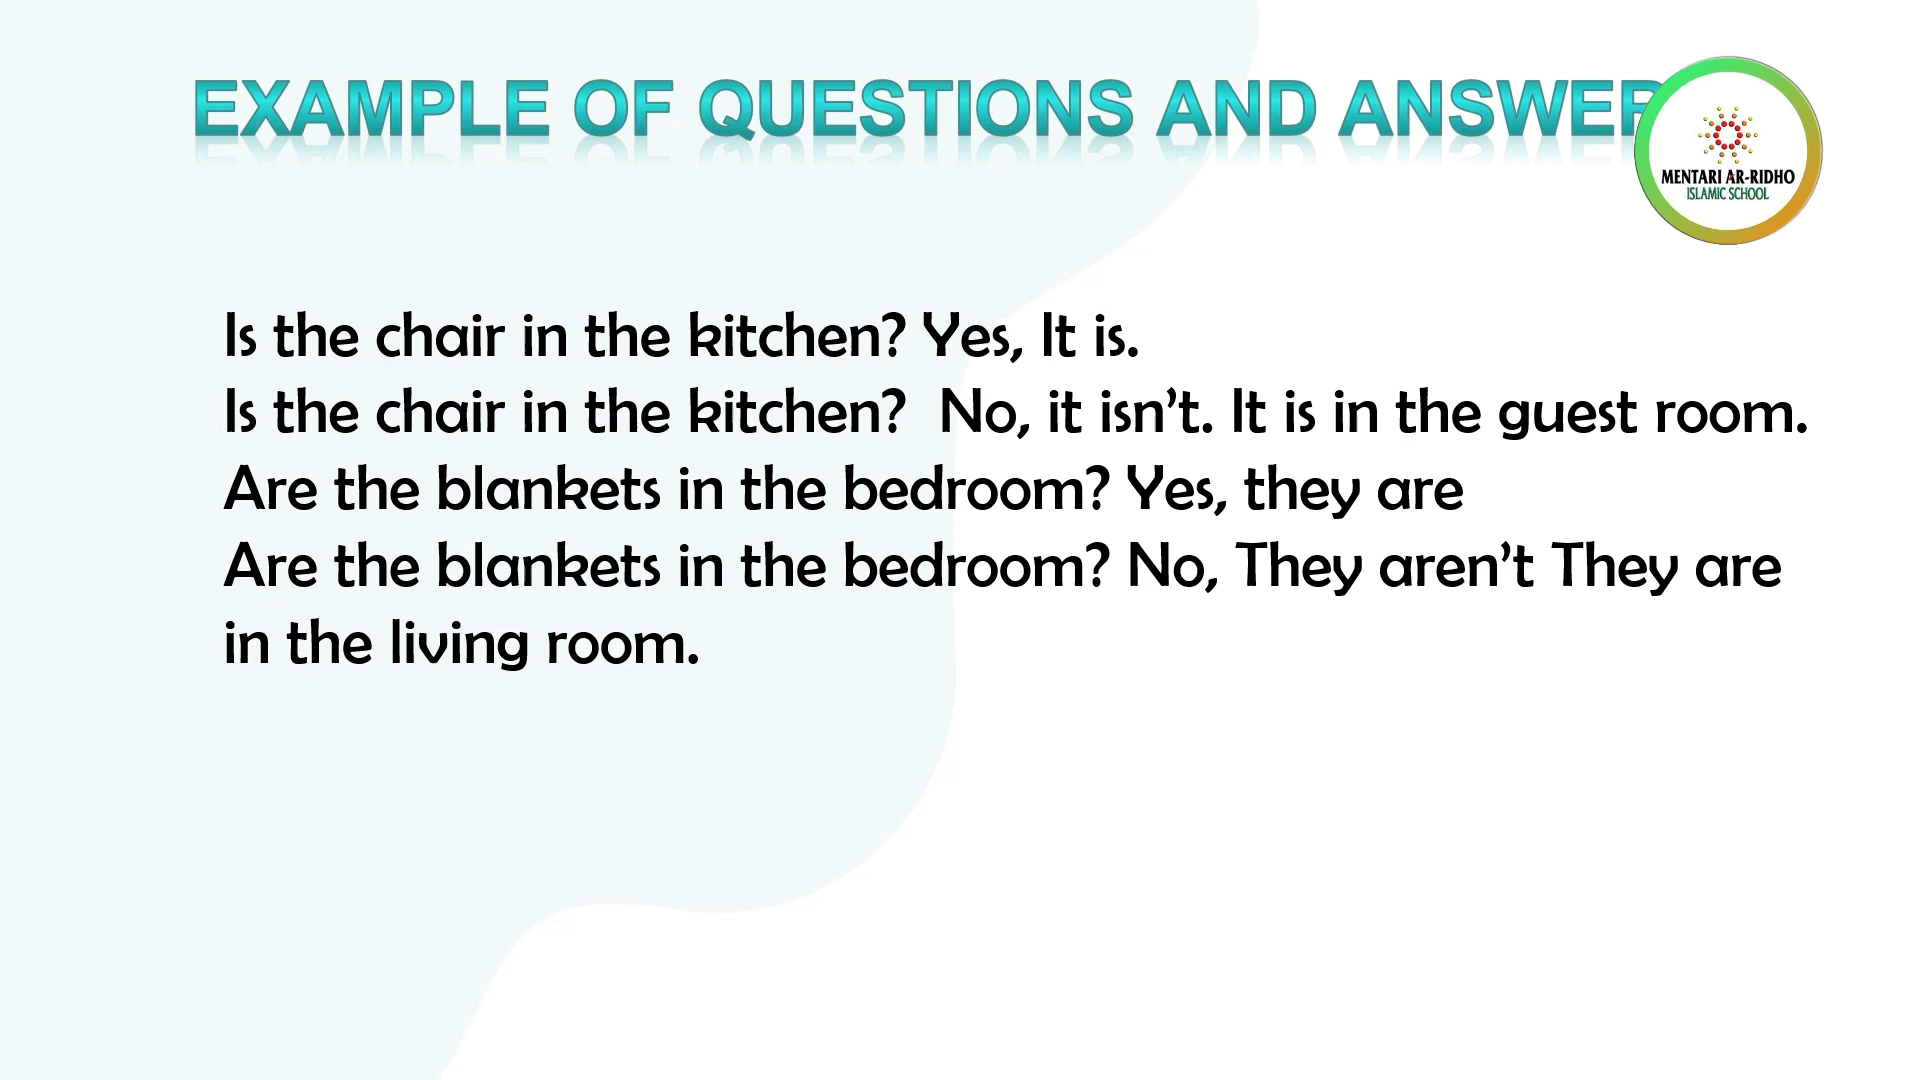 EXAMPLE OF QUESTIONS AND ANSWER
MENTARI AR-RIDHO
ISLAMIC SCHOOL
Is the chair in the kitchen? Yes, It is.
Is the chair in the kitchen?  No, it isn’t. It is in the guest room.
Are the blankets in the bedroom? Yes, they are
Are the blankets in the bedroom? No, They aren’t They are
in the living room.